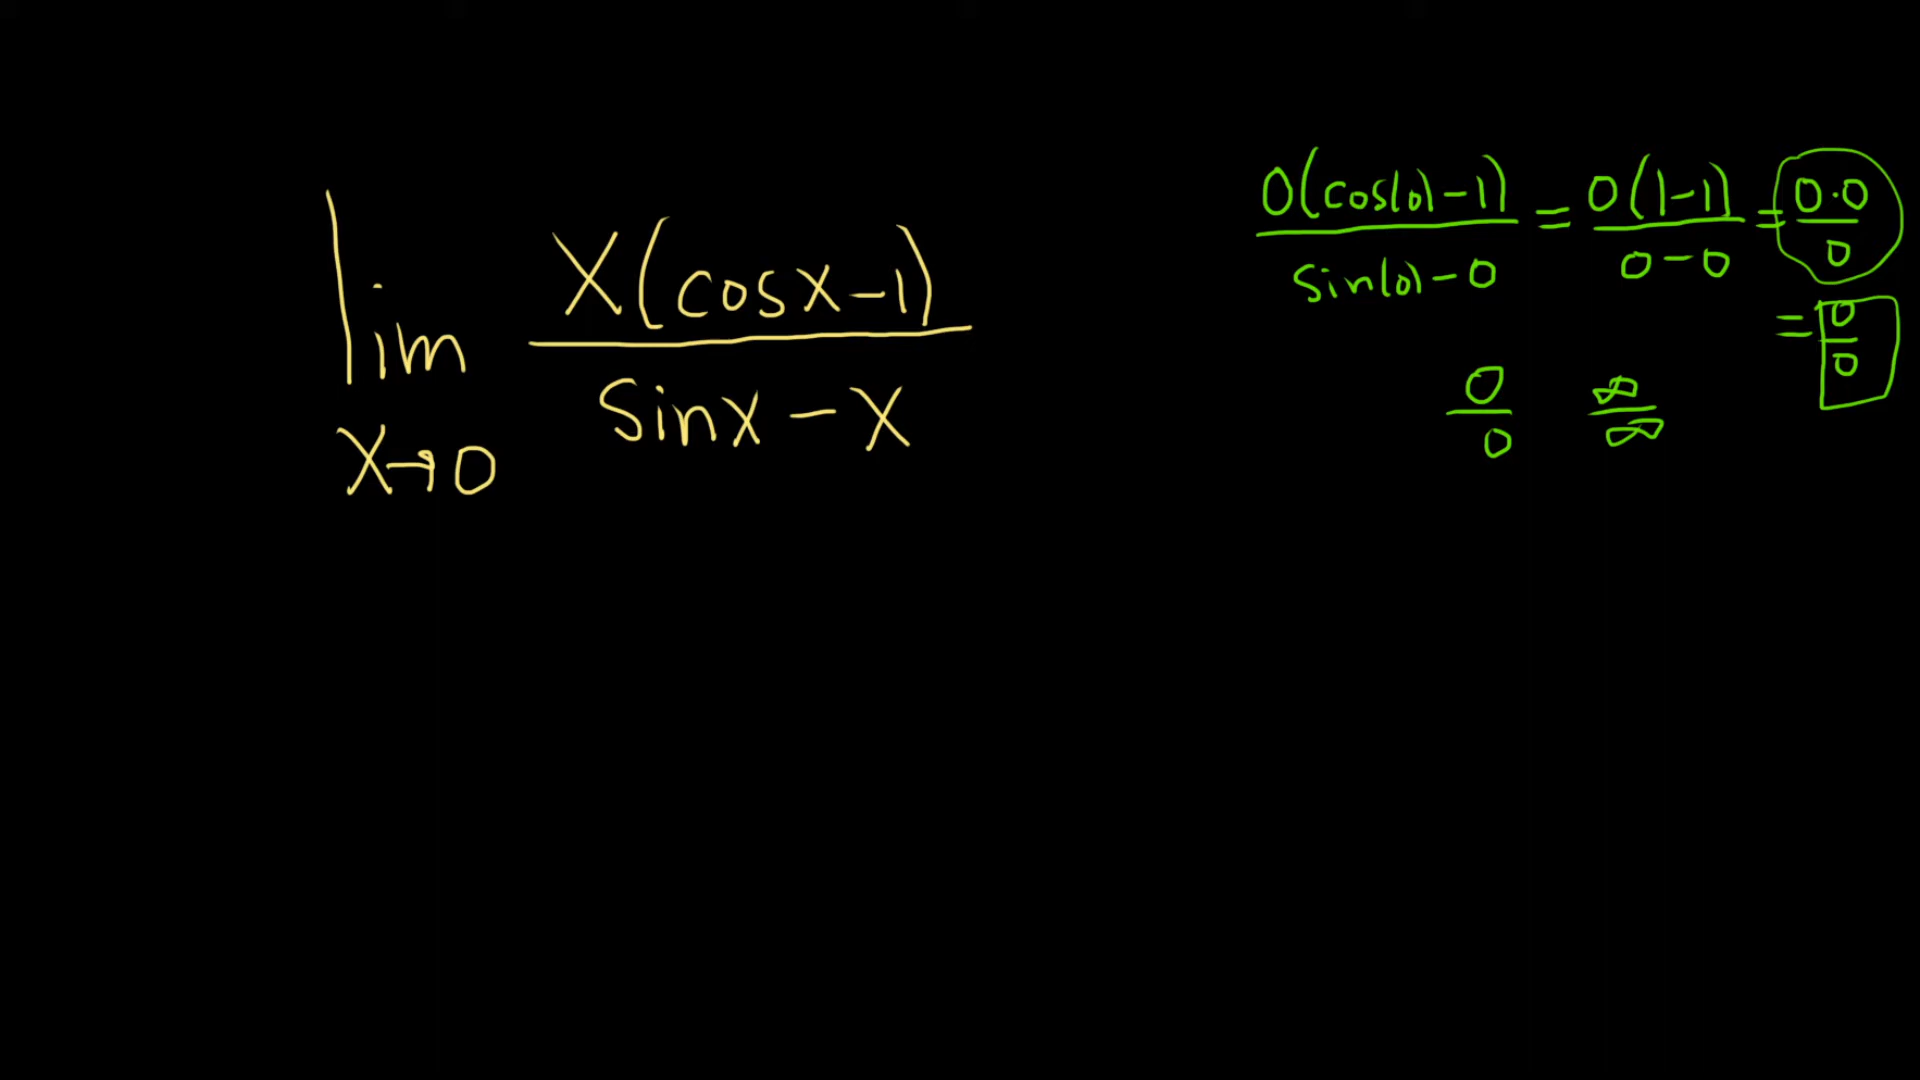 lim x(cosx-1)
x→0 sinx-x
0(cos(0)-1) = 0(1-1) = 0·0
sin(0)-0 0-0 0
= 0
0
0 ∞
0 ∞